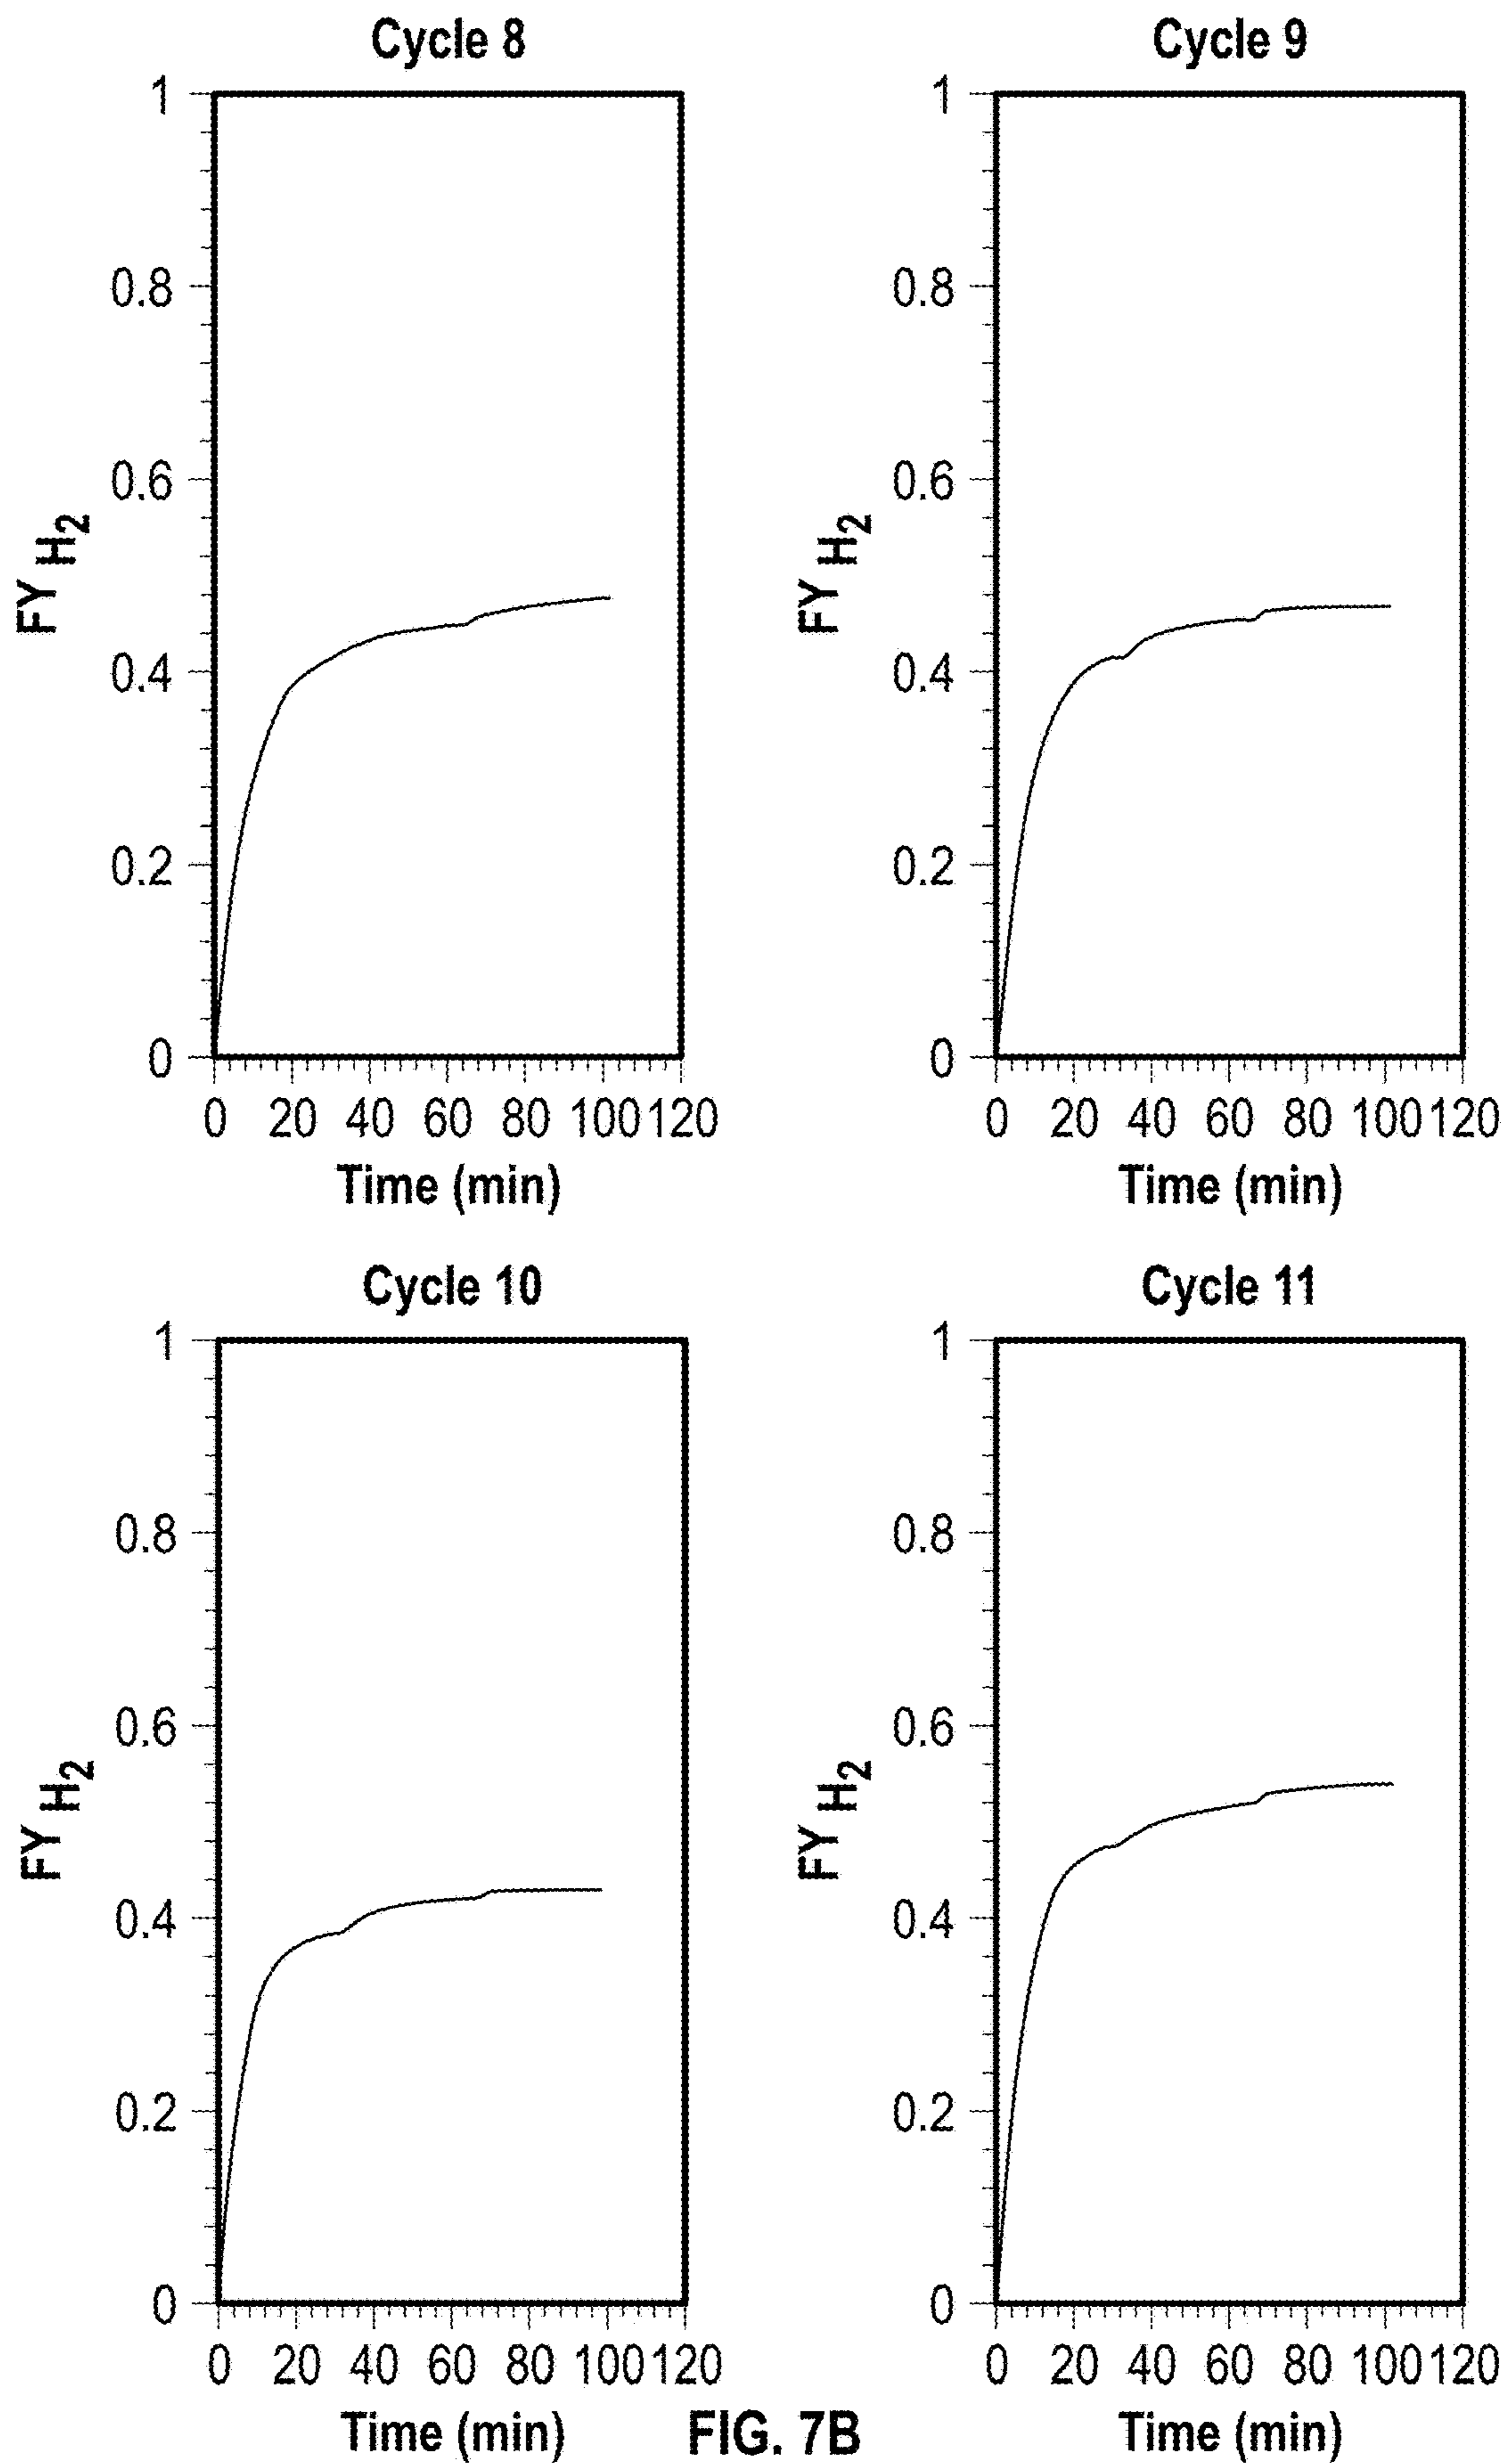 Cycle 8
1
0.8
0.6
0.4
0.2
0
FY H2
0 20 40 60 80 100 120
Time (min)
Cycle 9
1
0.8
0.6
0.4
0.2
0
FY H2
0 20 40 60 80 100 120
Time (min)
Cycle 10
1
0.8
0.6
0.4
0.2
0
FY H2
0 20 40 60 80 100 120
Time (min)
Cycle 11
1
0.8
0.6
0.4
0.2
0
FY H2
0 20 40 60 80 100 120
Time (min)
FIG. 7B